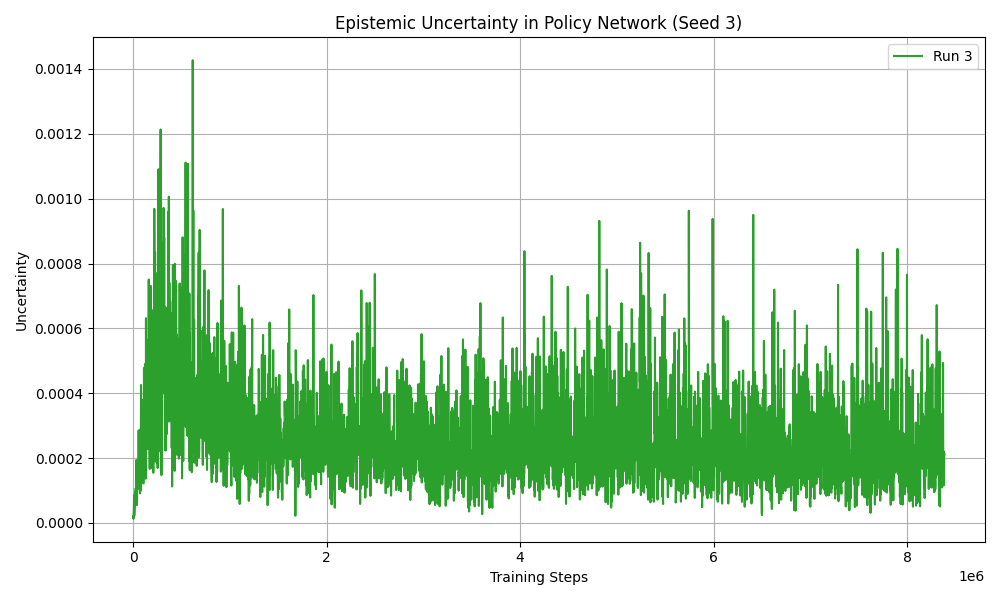 Epistemic Uncertainty in Policy Network (Seed 3)
Run 3
0.0014
0.0012
0.0010
0.0008
0.0006
0.0004
0.0002
0.0000
Uncertainty
0
2
4
6
8
1e6
Training Steps